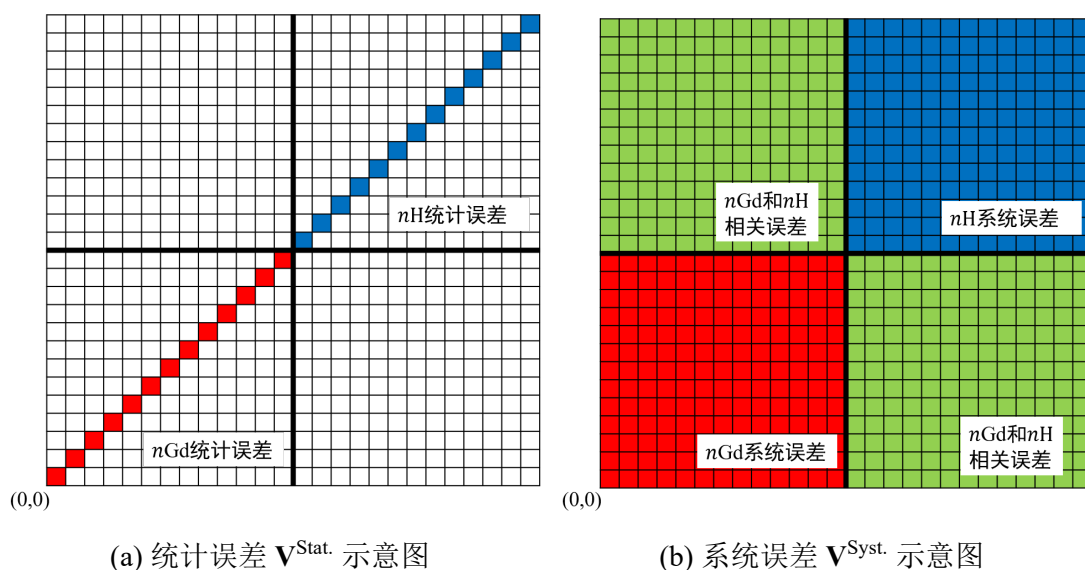 nH统计误差
nGd统计误差
(0,0)
(a) 统计误差 V^Stat. 示意图
nGd和nH
相关误差
nH系统误差
nGd系统误差
nGd和nH
相关误差
(0,0)
(b) 系统误差 V^Syst. 示意图